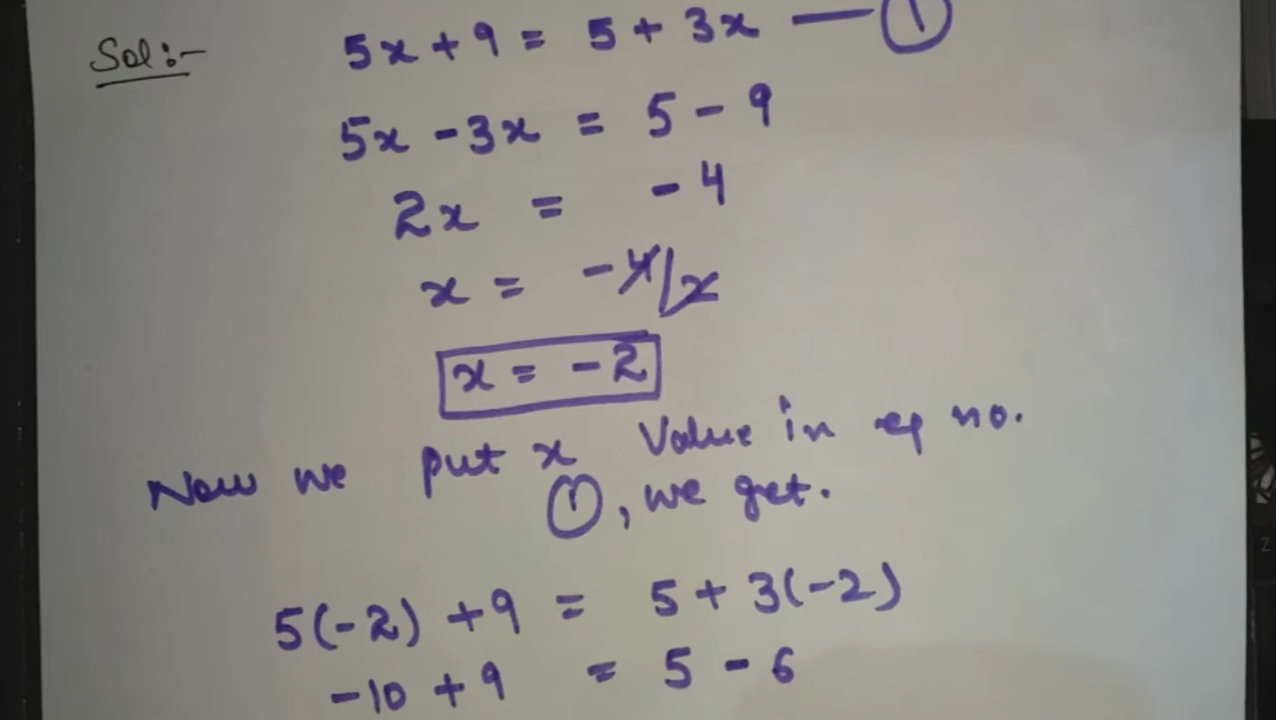 Sol :- 5x + 9 = 5 + 3x — ①
5x - 3x = 5 - 9
2x = - 4
x = - 4/2
x = - 2
Now we put x Value in eq no.
①, we get.
5(-2) + 9 = 5 + 3(-2)
-10 + 9 = 5 - 6